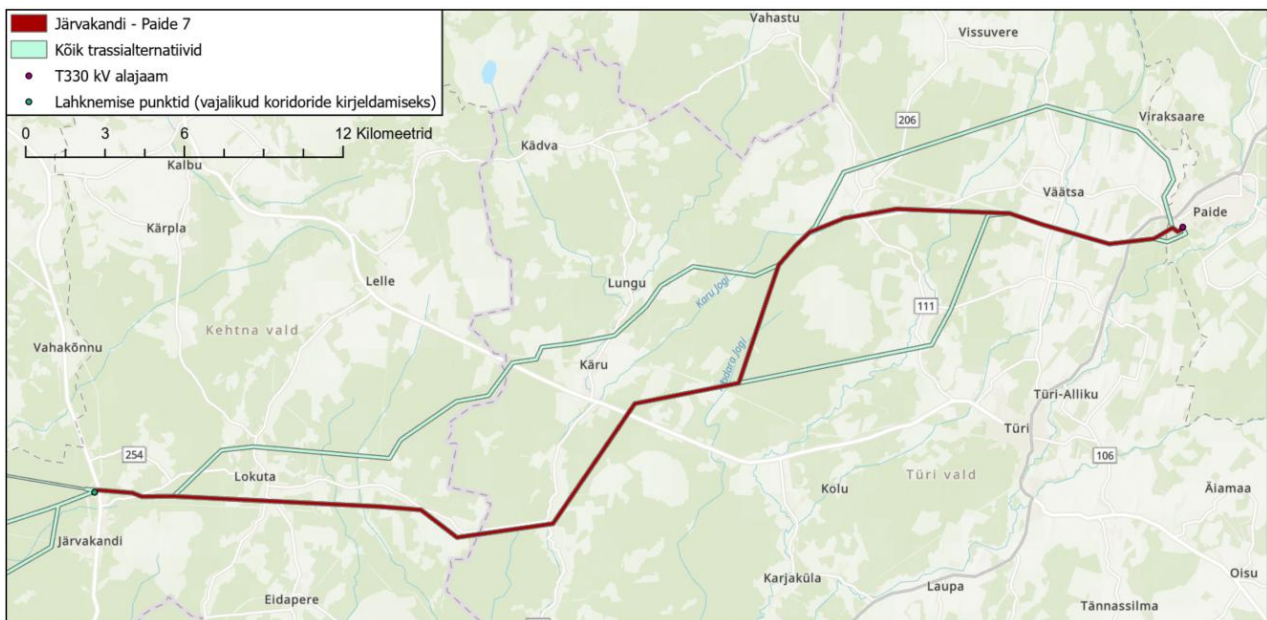 Järvakandi - Paide 7
Kõik trassialternatiivid
T330 kV alajaam
Lahknemise punktid (vajalikud koridoride kirjeldamiseks)
0 3 6 12 Kilomeetrid
Vahastu
Vissuvere
206
Viraksaare
Kädva
Kalbu
Väätsa
Paide
Kärpla
Lelle
Lungu
Karu Jõgi
111
Kehtna vald
Vahakõnnu
Käru
Jõgi
Türi-Alliku
Türi
254
Lokuta
106
Türi vald
Kolu
Äiamaa
Järvakandi
Karjaküla
Laupa
Oisu
Eidapere
Tännassilma